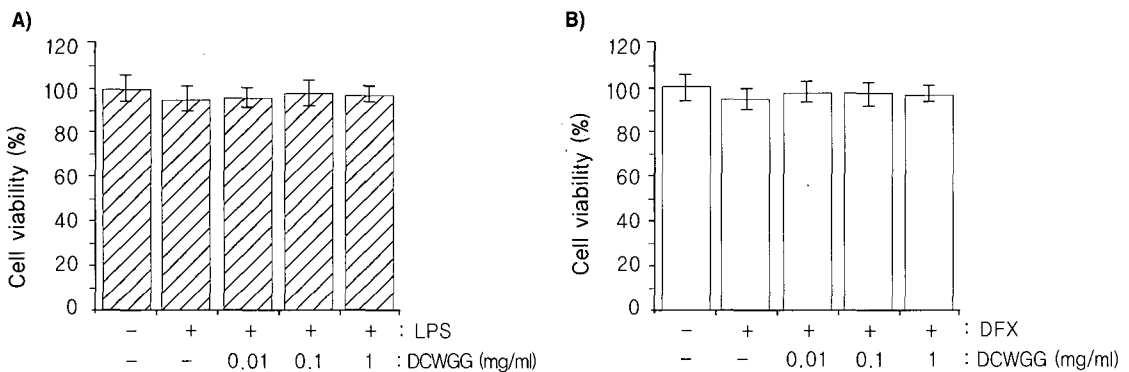 A)
Cell viability (%)
120
100
80
60
40
20
0
− + + + + : LPS
− − 0.01 0.1 1 : DCWGG (mg/ml)
B)
Cell viability (%)
120
100
80
60
40
20
0
− + + + + : DFX
− − 0.01 0.1 1 : DCWGG (mg/ml)